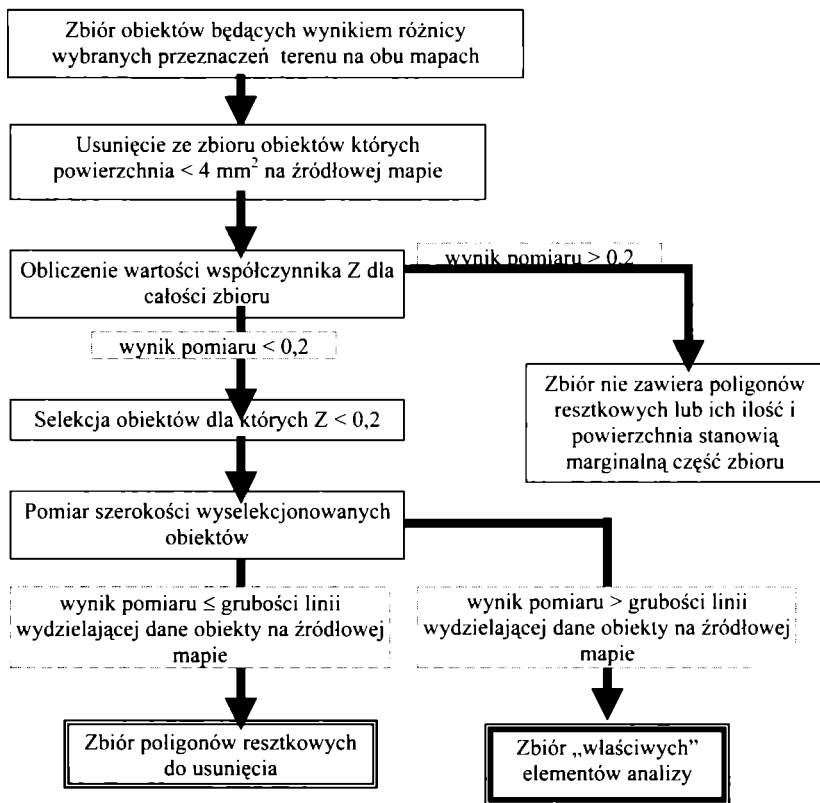 Zbiór obiektów będących wynikiem różnicy
wybranych przeznaczeń terenu na obu mapach
Usunięcie ze zbioru obiektów których
powierzchnia < 4 mm² na źródłowej mapie
Obliczenie wartości współczynnika Z dla
całości zbioru
wynik pomiaru > 0.2
wynik pomiaru < 0,2
Zbiór nie zawiera poligonów
resztkowych lub ich ilość i
powierzchnia stanowią
marginalną część zbioru
Selekcja obiektów dla których Z < 0,2
Pomiar szerokości wyselekcjonowanych
obiektów
wynik pomiaru ≤ grubości linii
wydzielającej dane obiekty na źródłowej
mapie
wynik pomiaru > grubości linii
wydzielającej dane obiekty na źródłowej
mapie
Zbiór poligonów resztkowych
do usunięcia
Zbiór „właściwych”
elementów analizy